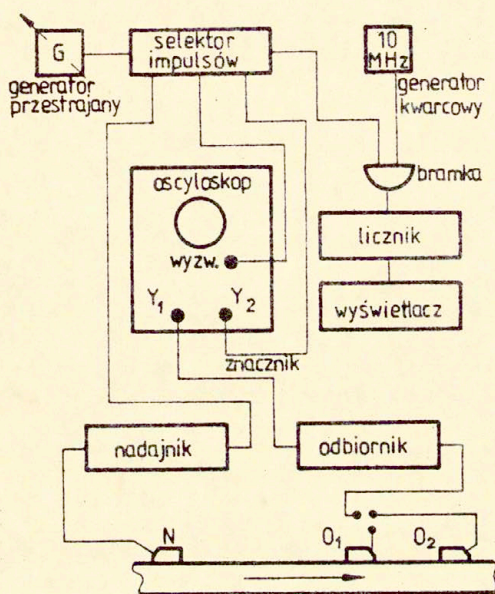 G
generator
przestrajany
selektor
impulsów
10
MHz
generator
kwarcowy
bramka
oscyloskop
wyzw.
Y1
Y2
znacznik
licznik
wyświetlacz
nadajnik
odbiornik
N
O1
O2